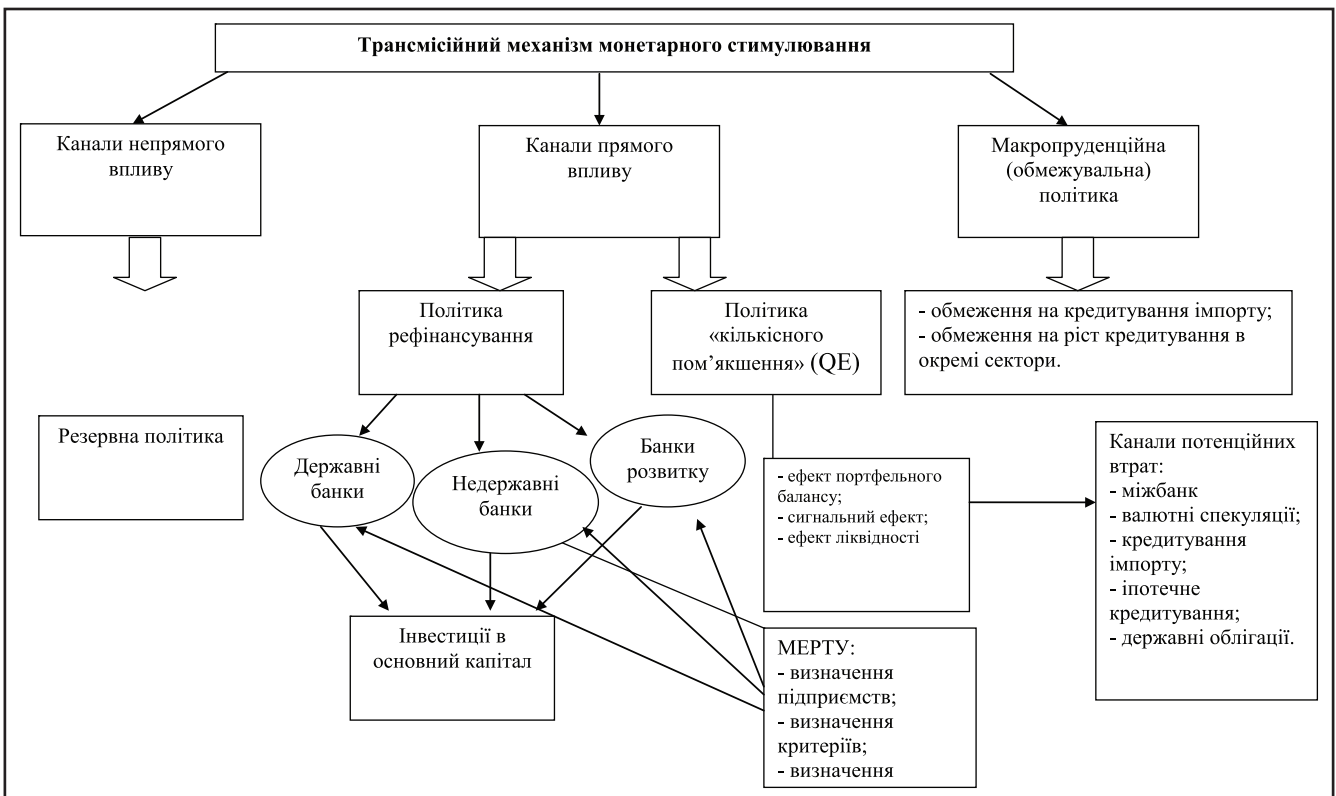 Трансмісійний механізм монетарного стимулювання
Канали непрямого
впливу
Канали прямого
впливу
Макропруденційна
(обмежувальна)
політика
Політика
рефінансування
Політика
«кількісного
пом’якшення» (QE)
- обмеження на кредитування імпорту;
- обмеження на ріст кредитування в
окремі сектори.
Резервна політика
Державні
банки
Недержавні
банки
Банки
розвитку
- ефект портфельного
балансу;
- сигнальний ефект;
- ефект ліквідності
Канали потенційних
втрат:
- міжбанк
- валютні спекуляції;
- кредитування
імпорту;
- іпотечне
кредитування;
- державні облігації.
Інвестиції в
основний капітал
МЕРТУ:
- визначення
підприємств;
- визначення
критеріїв;
- визначення